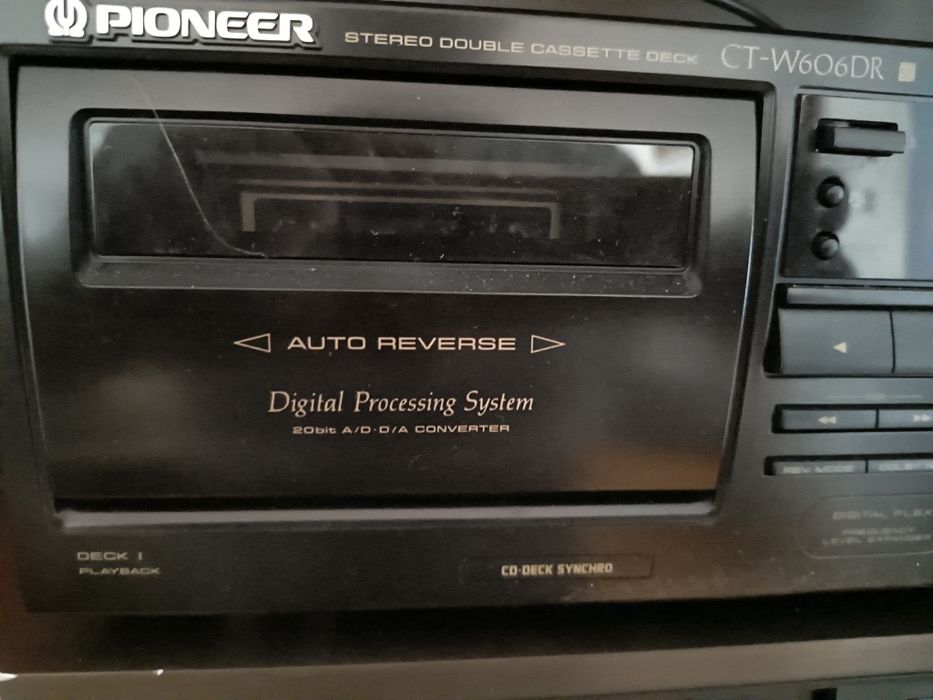 PIONEER STEREO DOUBLE CASSETTE DECK CT-W606DR
AUTO REVERSE
Digital Processing System
20bit A/D·D/A CONVERTER
REV MODE
DIGITAL FLEX
FREQUENCY
LEVEL EXPANDER
DECK I
PLAYBACK
CD·DECK SYNCHRO